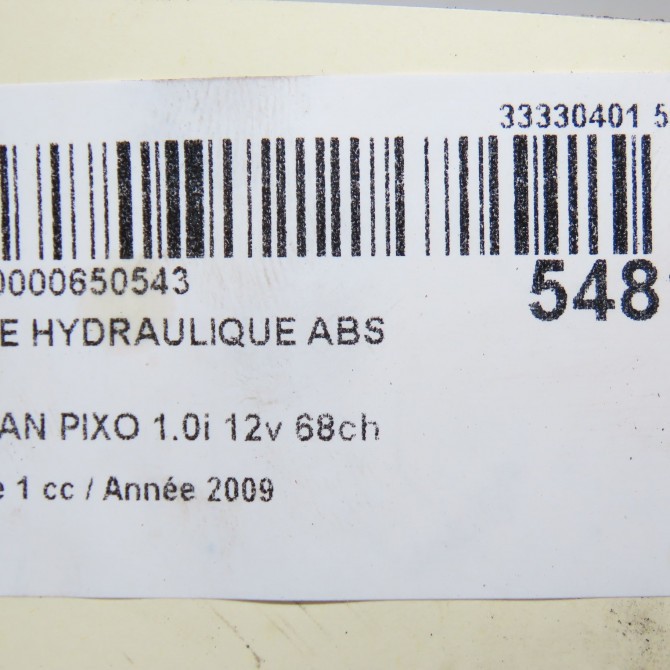 33330401 5
0000650543
548
E HYDRAULIQUE ABS
AN PIXO 1.0i 12v 68ch
e 1 cc / Année 2009